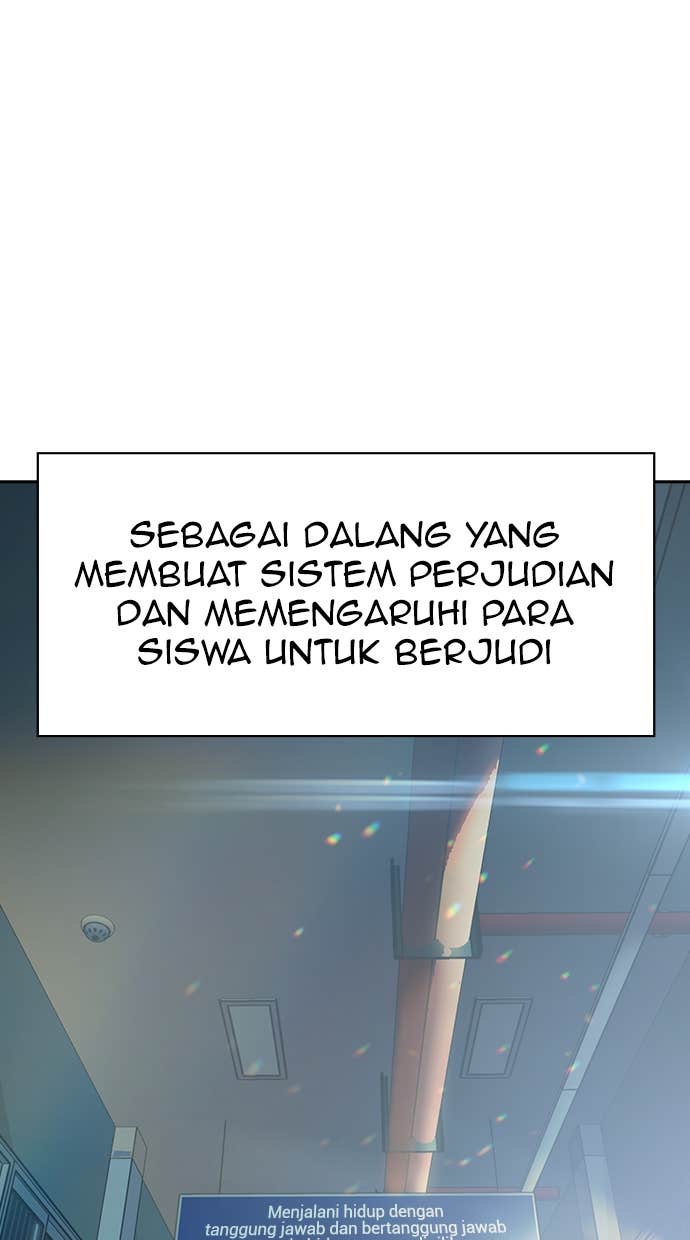 SEBAGAI DALANG YANG
MEMBUAT SISTEM PERJUDIAN
DAN MEMENGARUHI PARA
SISWA UNTUK BERJUDI
Menjalani hidup dengan
tanggung jawab dan bertanggung jawab